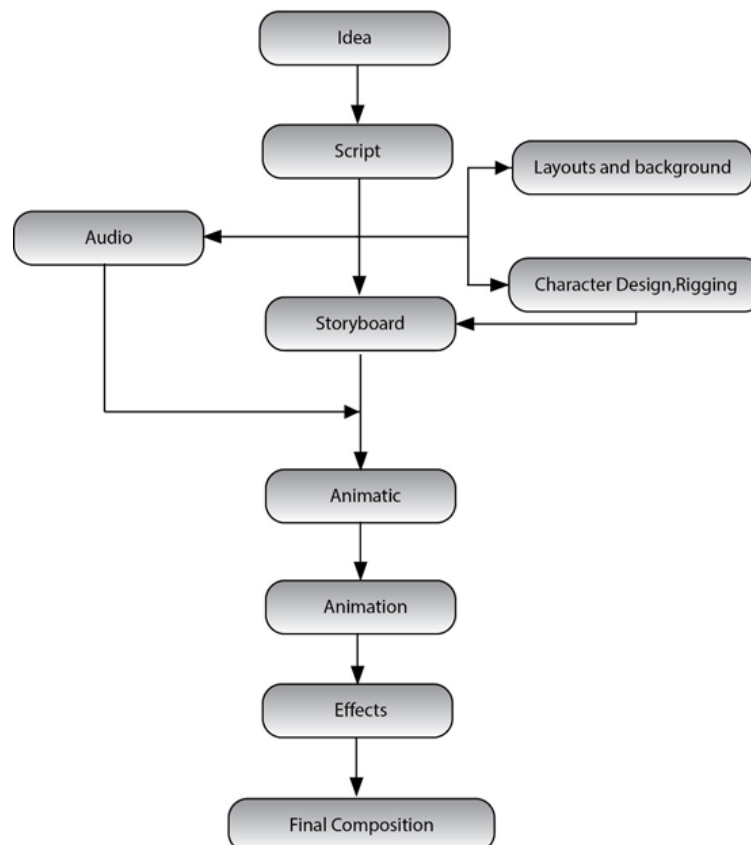 Idea
Script
Layouts and background
Audio
Character Design,Rigging
Storyboard
Animatic
Animation
Effects
Final Composition